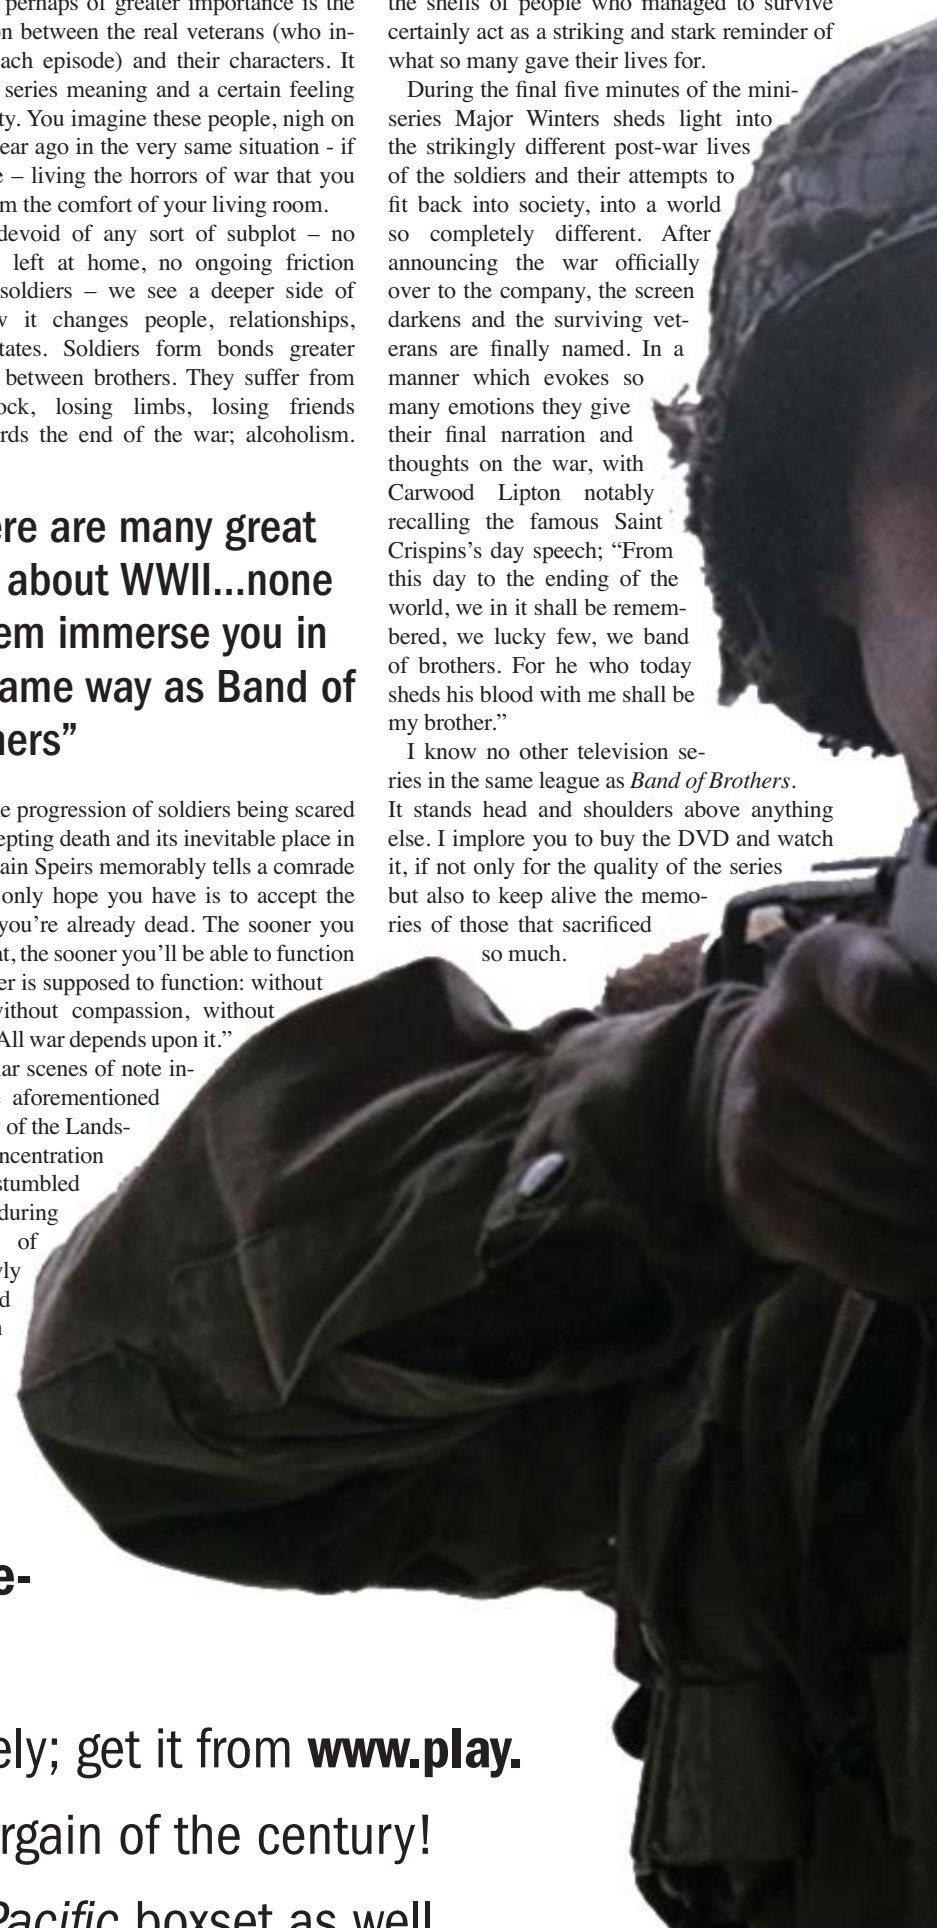 perhaps of greater importance is the
on between the real veterans (who in-
ach episode) and their characters. It
series meaning and a certain feeling
ty. You imagine these people, nigh on
ear ago in the very same situation - if
e – living the horrors of war that you
m the comfort of your living room.
devoid of any sort of subplot – no
left at home, no ongoing friction
soldiers – we see a deeper side of
w it changes people, relationships,
tates. Soldiers form bonds greater
between brothers. They suffer from
ock, losing limbs, losing friends
rds the end of the war; alcoholism.
ere are many great
about WWII...none
em immerse you in
ame way as Band of
hers”
e progression of soldiers being scared
epting death and its inevitable place in
ain Speirs memorably tells a comrade
only hope you have is to accept the
you’re already dead. The sooner you
at, the sooner you’ll be able to function
er is supposed to function: without
without compassion, without
All war depends upon it.”
lar scenes of note in-
e aforementioned
of the Lands-
ncentration
stumbled
during
of
vly
d
n
the shells of people who managed to survive
certainly act as a striking and stark reminder of
what so many gave their lives for.
During the final five minutes of the mini-
series Major Winters sheds light into
the strikingly different post-war lives
of the soldiers and their attempts to
fit back into society, into a world
so completely different. After
announcing the war officially
over to the company, the screen
darkens and the surviving vet-
erans are finally named. In a
manner which evokes so
many emotions they give
their final narration and
thoughts on the war, with
Carwood Lipton notably
recalling the famous Saint
Crispins’s day speech; “From
this day to the ending of the
world, we in it shall be remem-
bered, we lucky few, we band
of brothers. For he who today
sheds his blood with me shall be
my brother.”
I know no other television se-
ries in the same league as Band of Brothers.
It stands head and shoulders above anything
else. I implore you to buy the DVD and watch
it, if not only for the quality of the series
but also to keep alive the memo-
ries of those that sacrificed
so much.
e-
ely; get it from www.play.
rgain of the century!
Pacific boxset as well